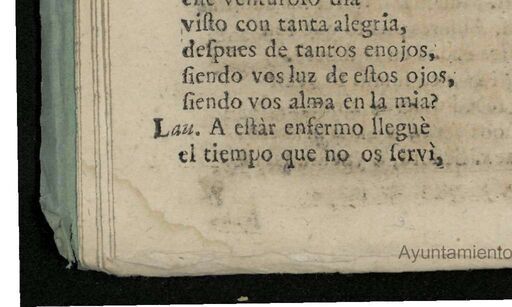 este venturoso dia
visto con tanta alegria,
despues de tantos enojos,
siendo vos luz de estos ojos,
siendo vos alma en la mia?
Lau. A estàr enfermo lleguè
el tiempo que no os servì,
Ayuntamiento